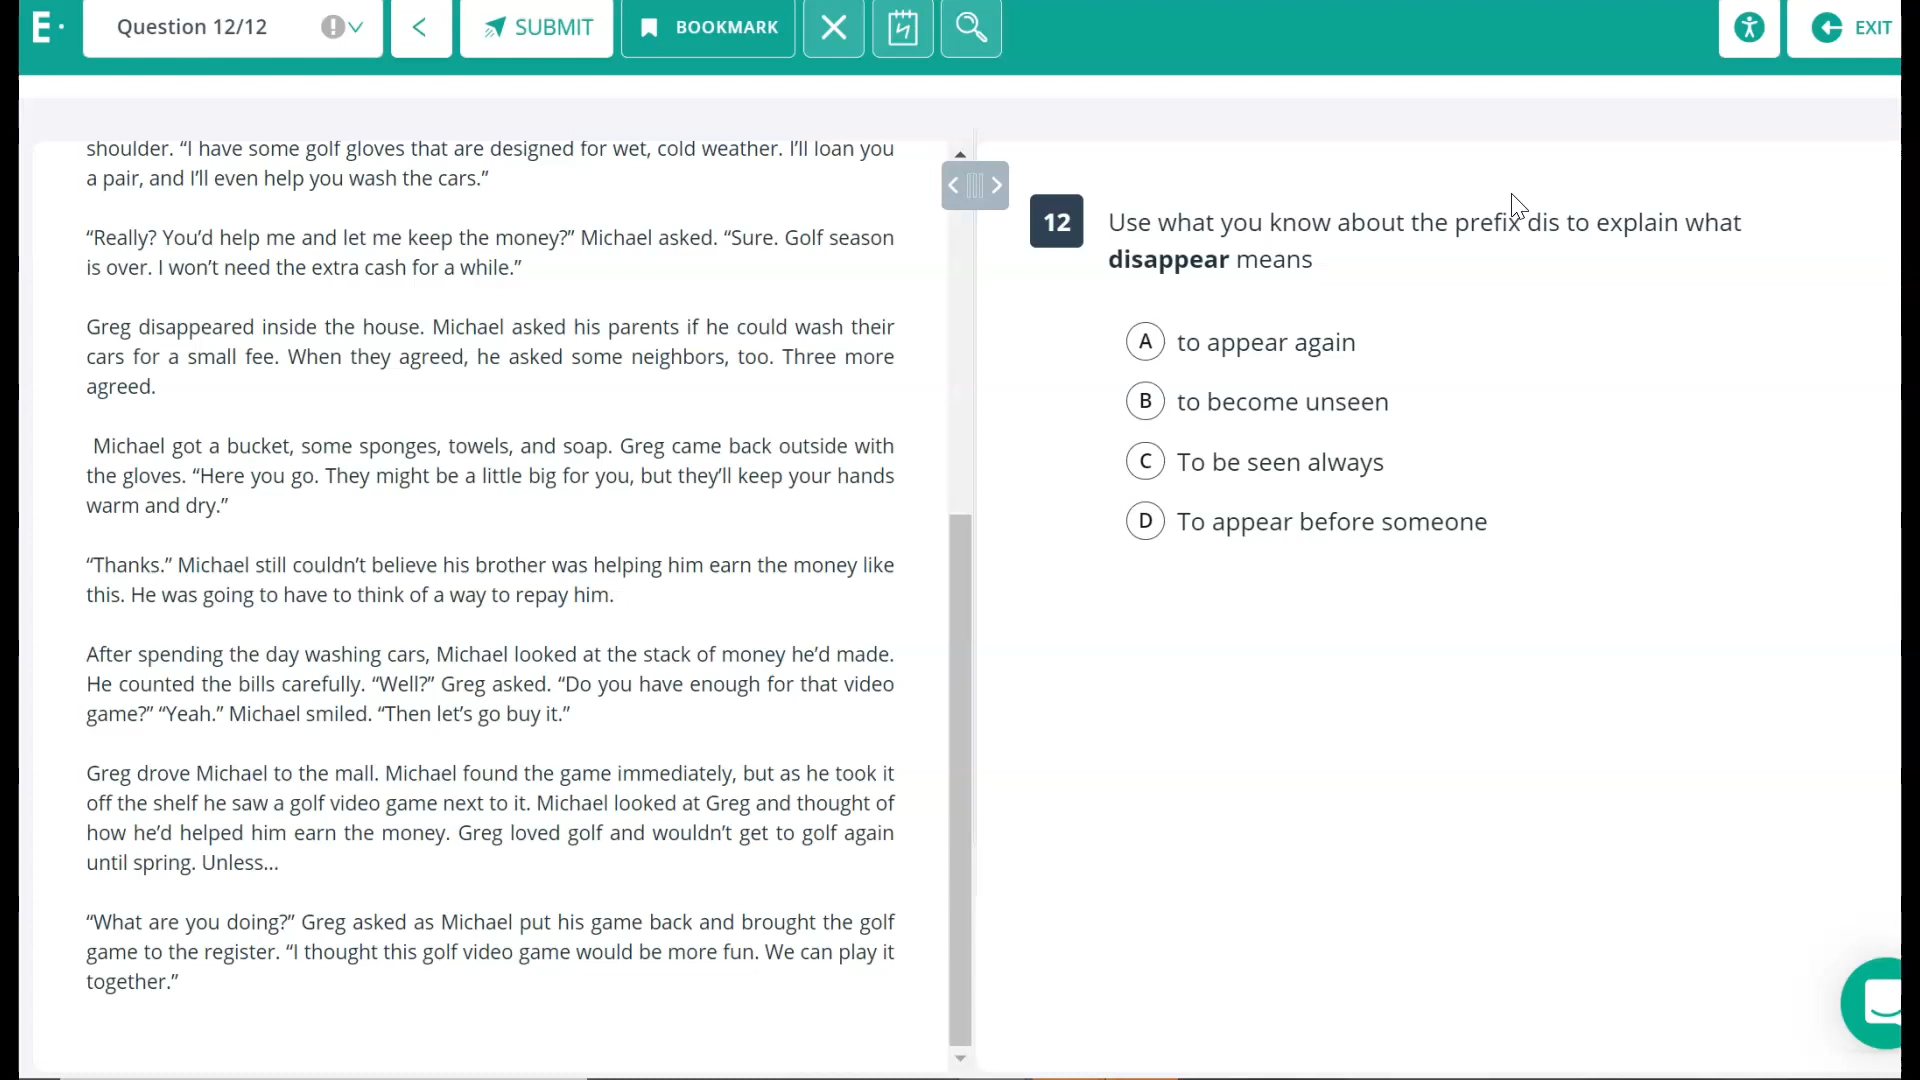 E·
Question 12/12
SUBMIT
BOOKMARK
EXIT
shoulder. “I have some golf gloves that are designed for wet, cold weather. I’ll loan you
a pair, and I’ll even help you wash the cars.”
“Really? You’d help me and let me keep the money?” Michael asked. “Sure. Golf season
is over. I won’t need the extra cash for a while.”
Greg disappeared inside the house. Michael asked his parents if he could wash their
cars for a small fee. When they agreed, he asked some neighbors, too. Three more
agreed.
Michael got a bucket, some sponges, towels, and soap. Greg came back outside with
the gloves. “Here you go. They might be a little big for you, but they’ll keep your hands
warm and dry.”
“Thanks.” Michael still couldn’t believe his brother was helping him earn the money like
this. He was going to have to think of a way to repay him.
After spending the day washing cars, Michael looked at the stack of money he’d made.
He counted the bills carefully. “Well?” Greg asked. “Do you have enough for that video
game?” “Yeah.” Michael smiled. “Then let’s go buy it.”
Greg drove Michael to the mall. Michael found the game immediately, but as he took it
off the shelf he saw a golf video game next to it. Michael looked at Greg and thought of
how he’d helped him earn the money. Greg loved golf and wouldn’t get to golf again
until spring. Unless...
“What are you doing?” Greg asked as Michael put his game back and brought the golf
game to the register. “I thought this golf video game would be more fun. We can play it
together.”
12
Use what you know about the prefix dis to explain what
disappear means
A to appear again
B to become unseen
C To be seen always
D To appear before someone